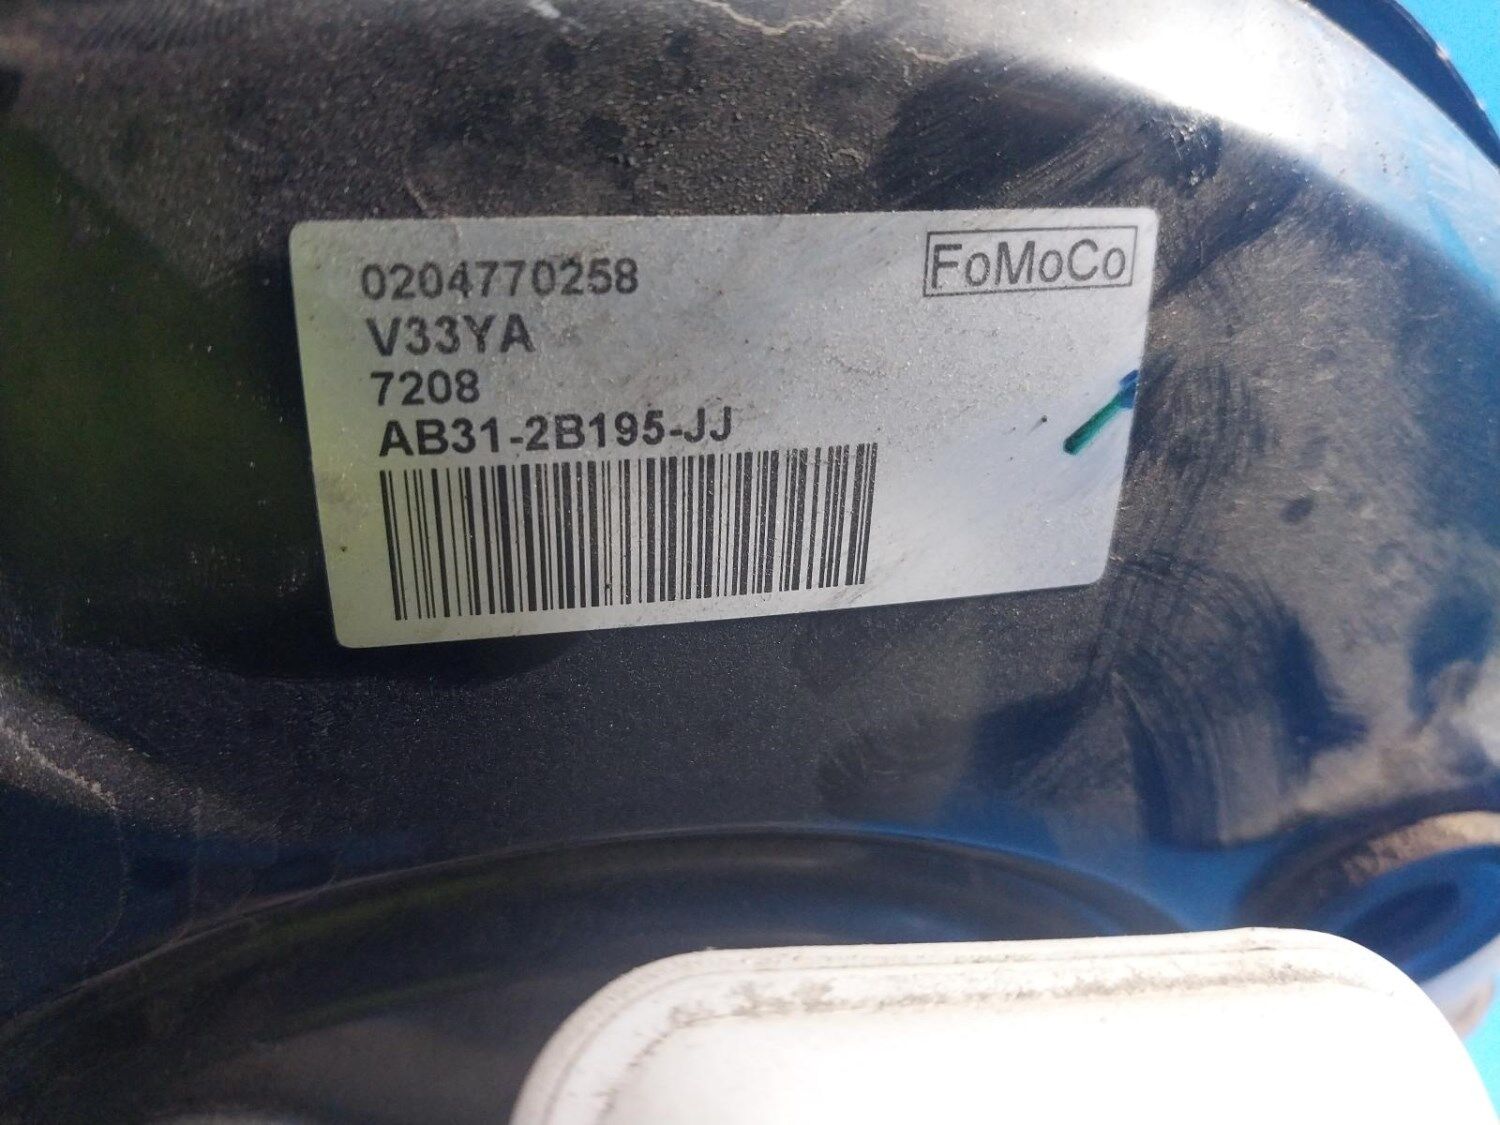 0204770258
FoMoCo
V33YA
7208
AB31-2B195-JJ